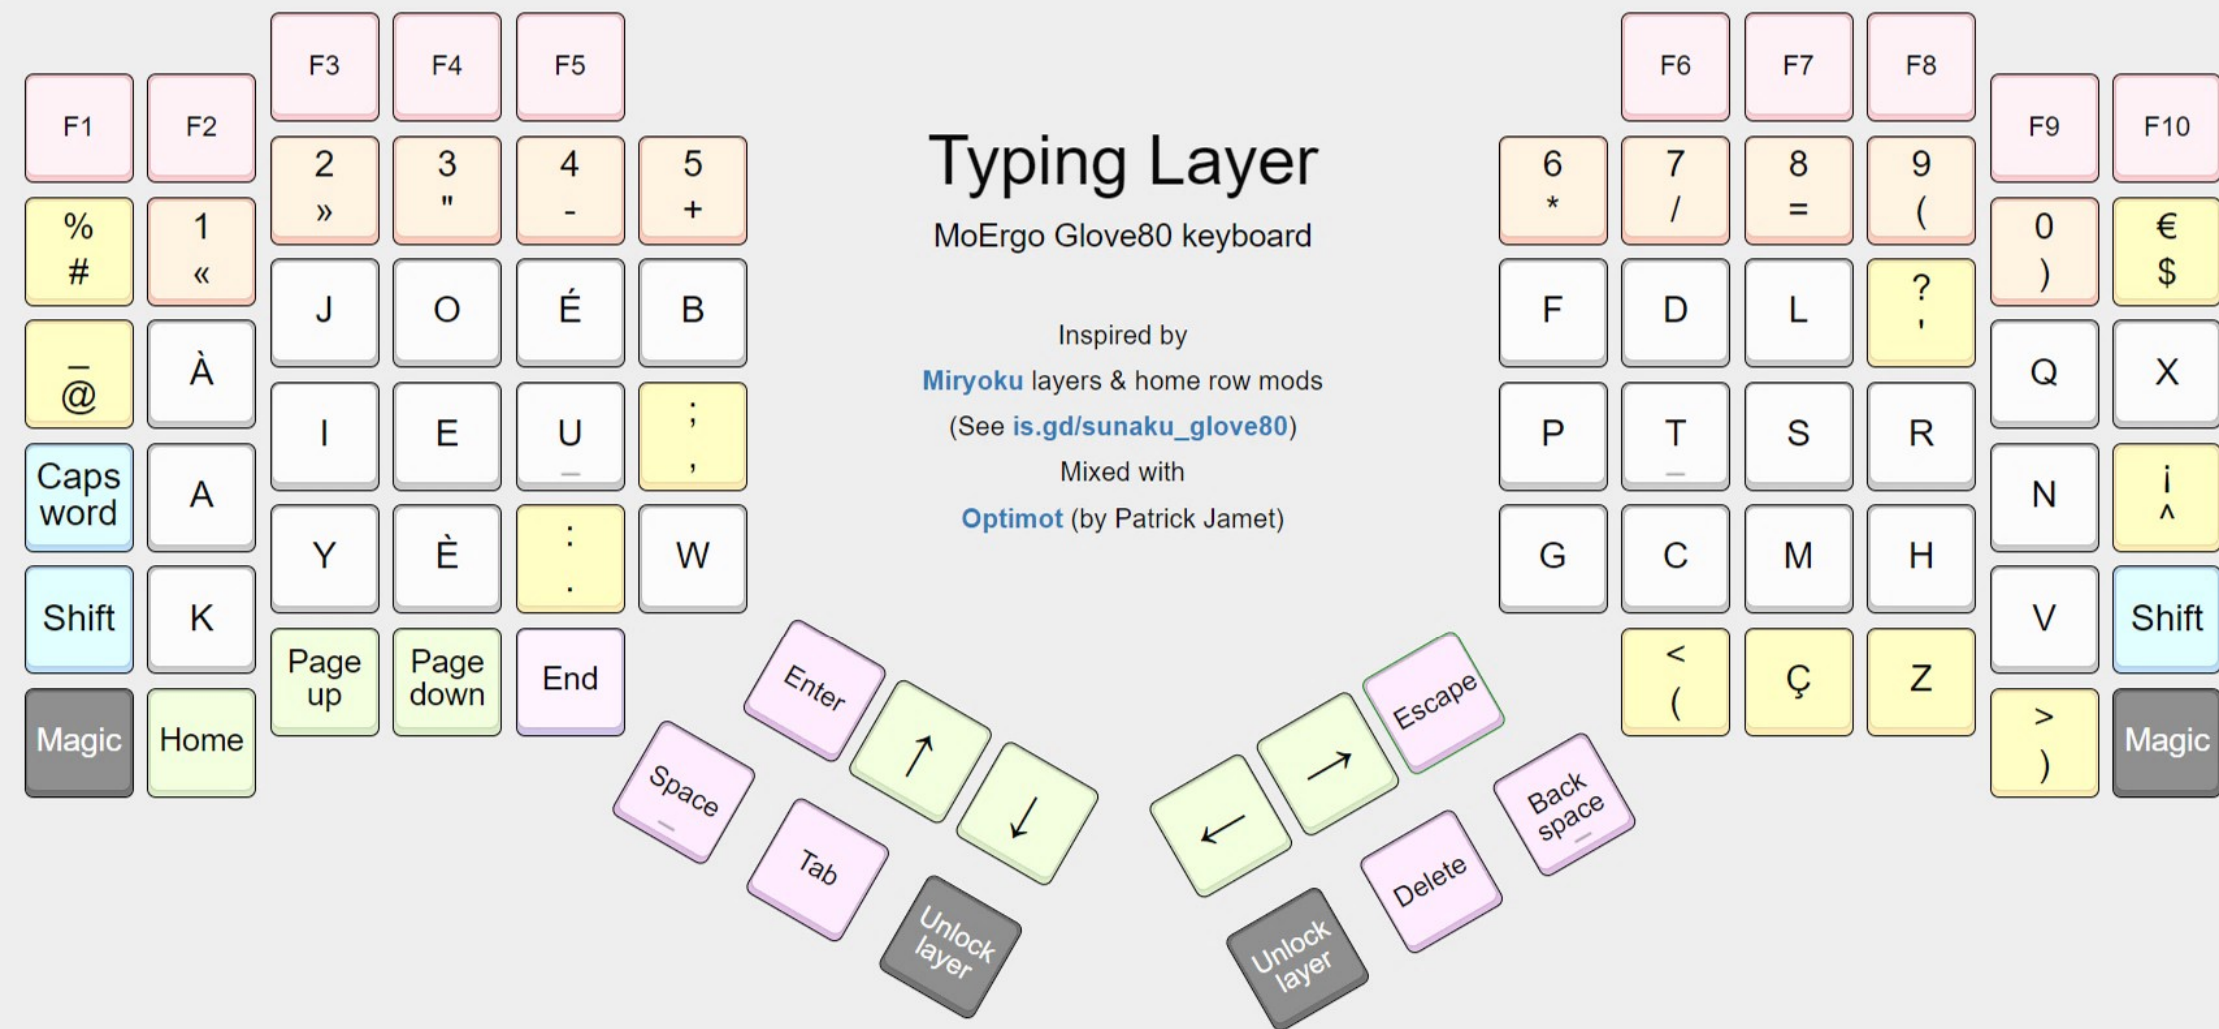 F3 F4 F5 F6 F7 F8
F1 F2 F9 F10
2 3 4 5 6 7 8 9
» " - + * / = (
% 1 0 €
# « ) $
J O É B F D L ?
'
_ À Q X
@
I E U ; P T S R
_ , _
Caps A N ¡
word ^
Y È : W G C M H
.
Shift K V Shift
Page Page End < Ç Z
up down (
Magic Home > Magic
)
Typing Layer
MoErgo Glove80 keyboard
Inspired by
Miryoku layers & home row mods
(See is.gd/sunaku_glove80)
Mixed with
Optimot (by Patrick Jamet)
Enter ↑ ↓
Space
_
Tab
Unlock
layer
← → Escape
Back
space
_
Delete
Unlock
layer